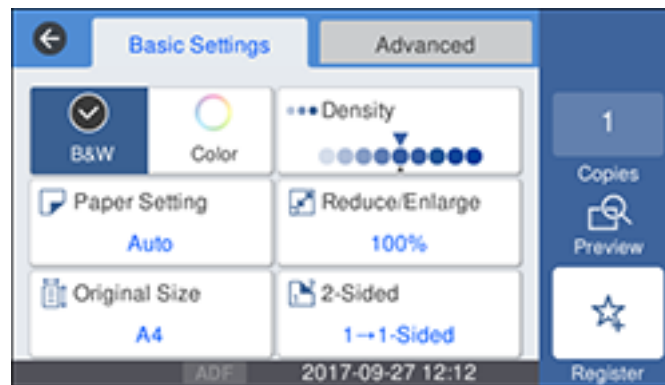 Basic Settings
Advanced
B&W
Color
Density
1
Copies
Paper Setting
Auto
Reduce/Enlarge
100%
Preview
Original Size
A4
2-Sided
1→1-Sided
ADF
2017-09-27 12:12
Register